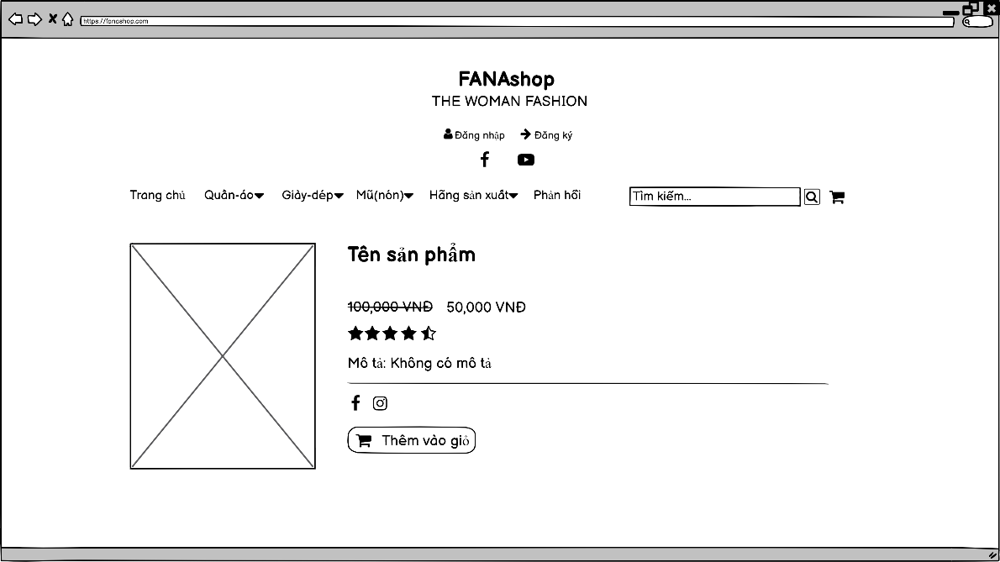 https://fanashop.com
FANAshop
THE WOMAN FASHION
Đăng nhập Đăng ký
Trang chủ Quần-áo Giày-dép Mũ(nón) Hãng sản xuất Phản hồi Tìm kiếm...
Tên sản phẩm
100,000 VNĐ 50,000 VNĐ
Mô tả: Không có mô tả
Thêm vào giỏ